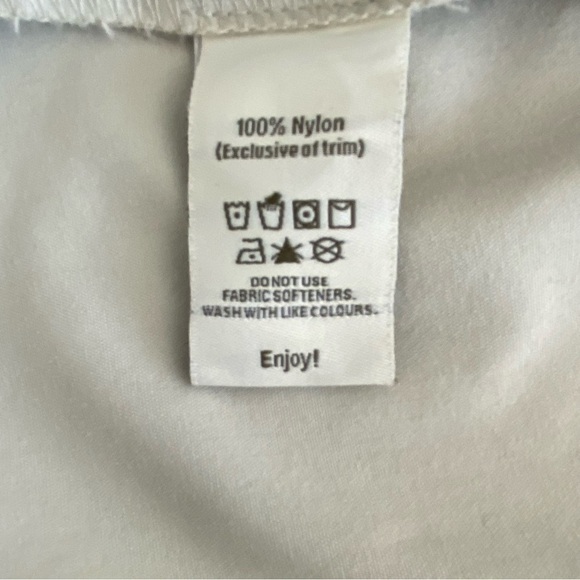 100% Nylon
(Exclusive of trim)
DO NOT USE
FABRIC SOFTENERS.
WASH WITH LIKE COLOURS.
Enjoy!